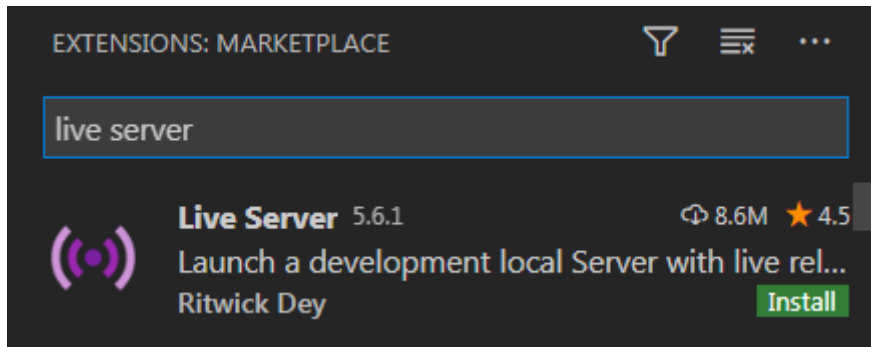 EXTENSIONS: MARKETPLACE
live server
Live Server 5.6.1 8.6M 4.5
Launch a development local Server with live rel...
Ritwick Dey Install